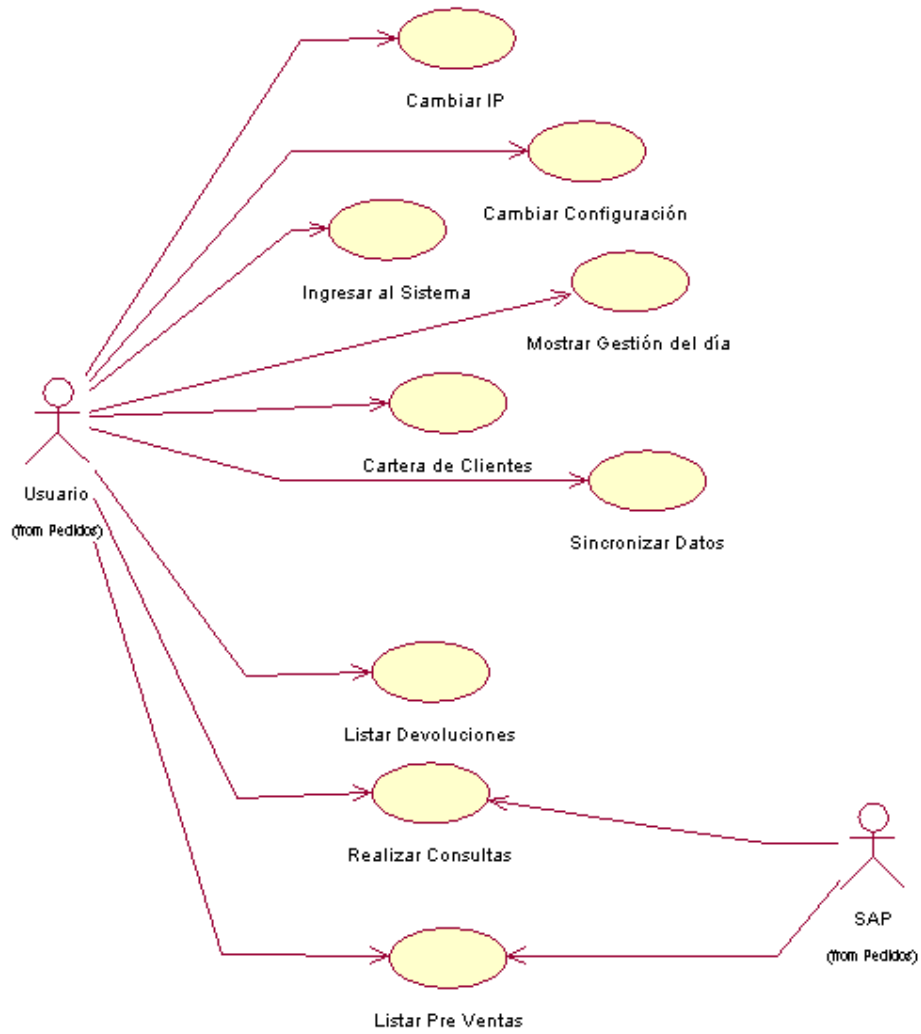 Cambiar IP
Cambiar Configuración
Ingresar al Sistema
Mostrar Gestión del día
Cartera de Clientes
Usuario
(from Pedidos)
Sincronizar Datos
Listar Devoluciones
Realizar Consultas
SAP
(from Pedidos)
Listar Pre Ventas